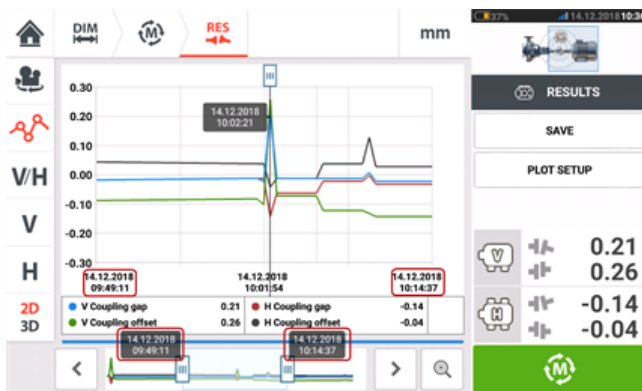 DIM
M
RES
mm
37% 14.12.2018 10:36
RESULTS
SAVE
PLOT SETUP
V/H
V
H
2D
3D
0.30
0.20
0.10
0.00
-0.10
-0.20
-0.30
14.12.2018
10:02:21
14.12.2018
09:49:11
14.12.2018
10:01:54
14.12.2018
10:14:37
V Coupling gap 0.21 H Coupling gap -0.14
V Coupling offset 0.26 H Coupling offset -0.04
14.12.2018
09:49:11
14.12.2018
10:14:37
V
0.21
0.26
H
-0.14
-0.04
M